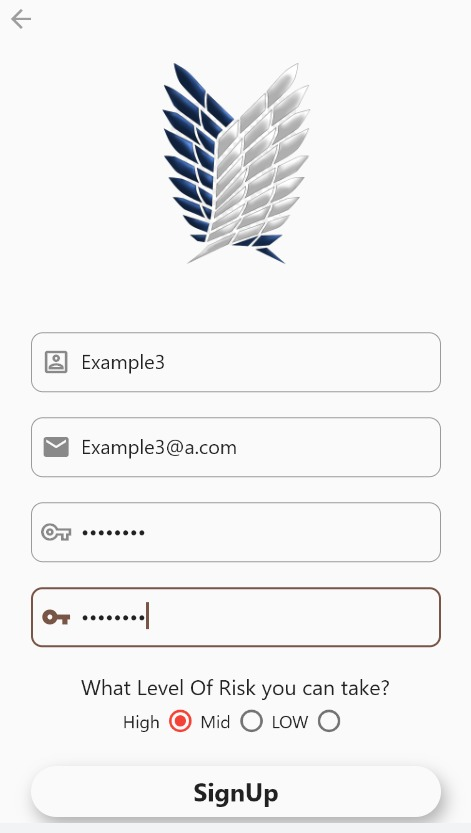 Example3
Example3@a.com
••••••••
••••••••
What Level Of Risk you can take?
High Mid LOW
SignUp